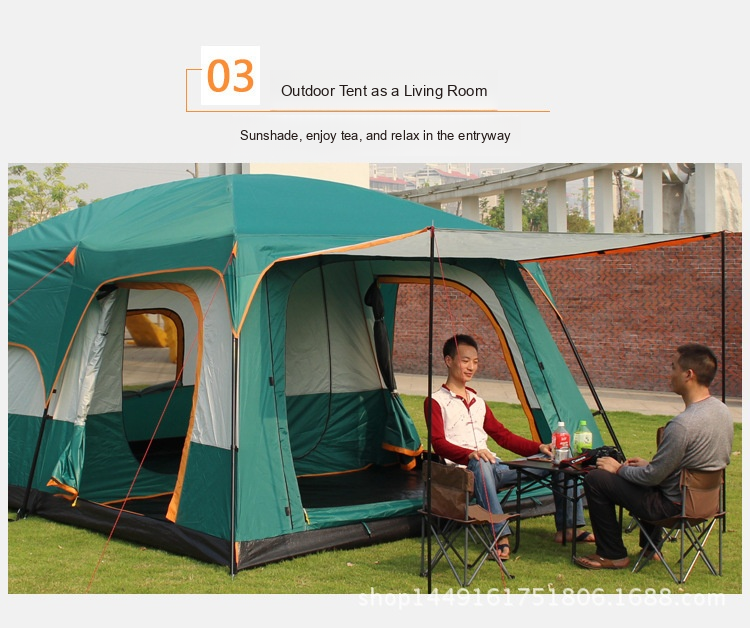 03
Outdoor Tent as a Living Room
Sunshade, enjoy tea, and relax in the entryway
shop1449161751806.1688.com